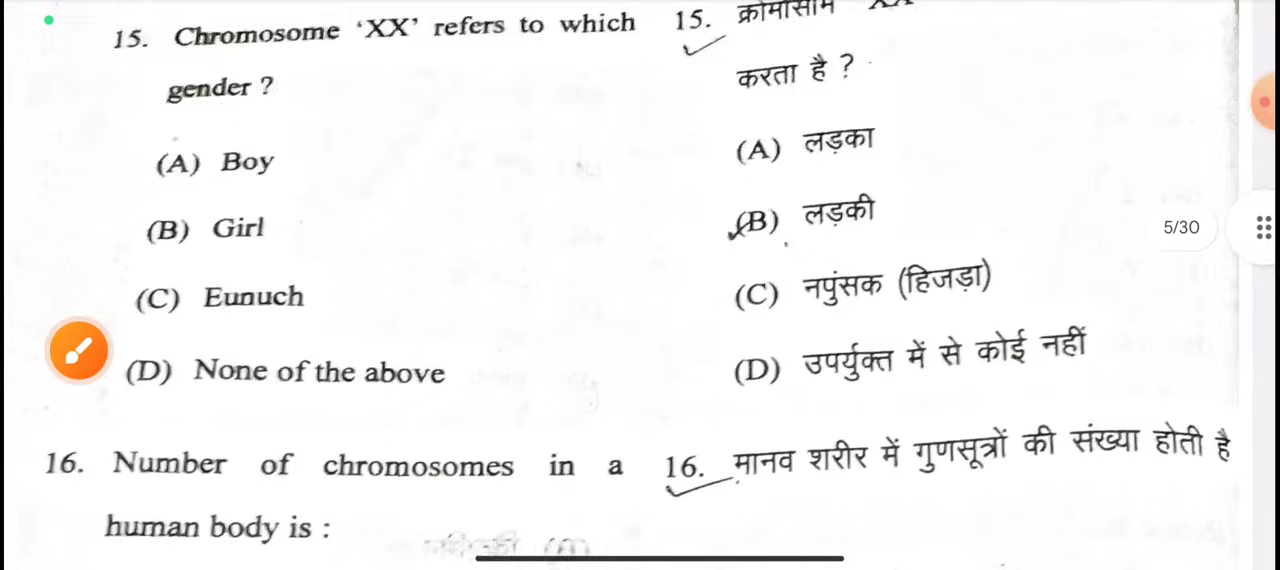 15. Chromosome ‘XX’ refers to which
gender ?
(A) Boy
(B) Girl
(C) Eunuch
(D) None of the above
16. Number of chromosomes in a
human body is :
15. क्रोमोसोम XX
करता है ?
(A) लड़का
(B) लड़की
(C) नपुंसक (हिजड़ा)
(D) उपर्युक्त में से कोई नहीं
16. मानव शरीर में गुणसूत्रों की संख्या होती है
5/30